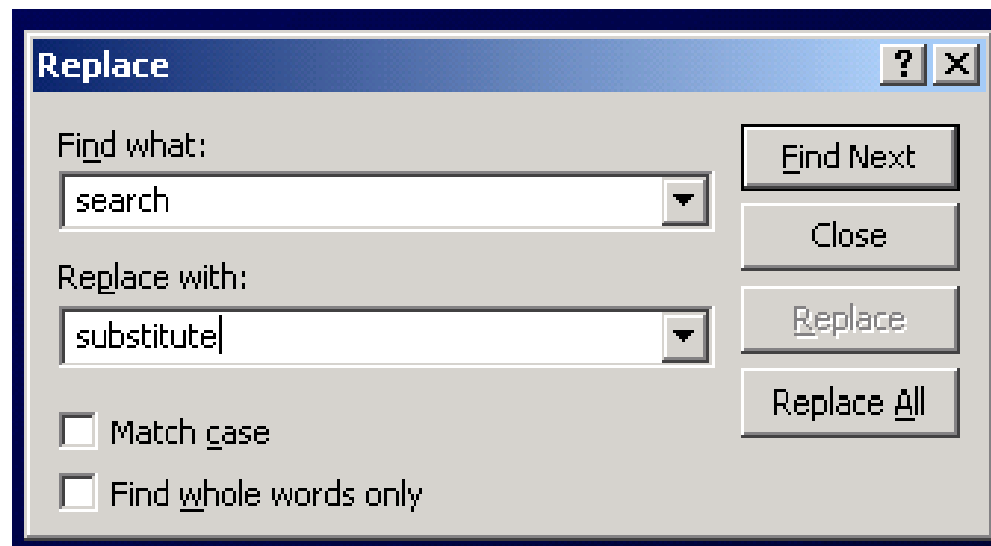 Replace
Find what:
search
Replace with:
substitute
Match case
Find whole words only
Find Next
Close
Replace
Replace All